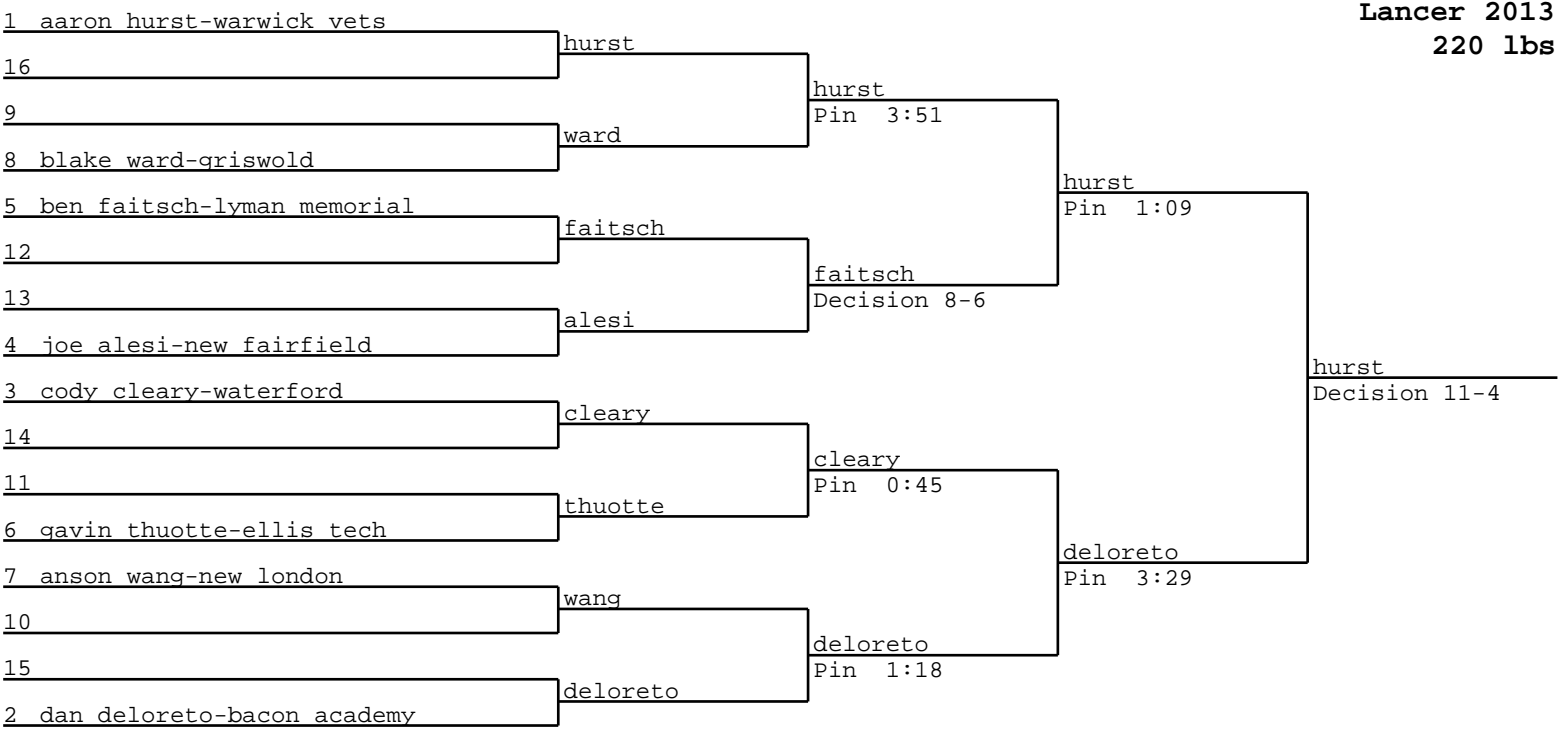 Lancer 2013
220 lbs
1 aaron hurst-warwick vets
hurst
16
hurst
Pin 3:51
9
ward
8 blake ward-griswold
hurst
Pin 1:09
5 ben faitsch-lyman memorial
faitsch
12
faitsch
Decision 8-6
13
alesi
4 joe alesi-new fairfield
hurst
Decision 11-4
3 cody cleary-waterford
cleary
14
cleary
Pin 0:45
11
thuotte
6 gavin thuotte-ellis tech
deloreto
Pin 3:29
7 anson wang-new london
wang
10
deloreto
Pin 1:18
15
deloreto
2 dan deloreto-bacon academy